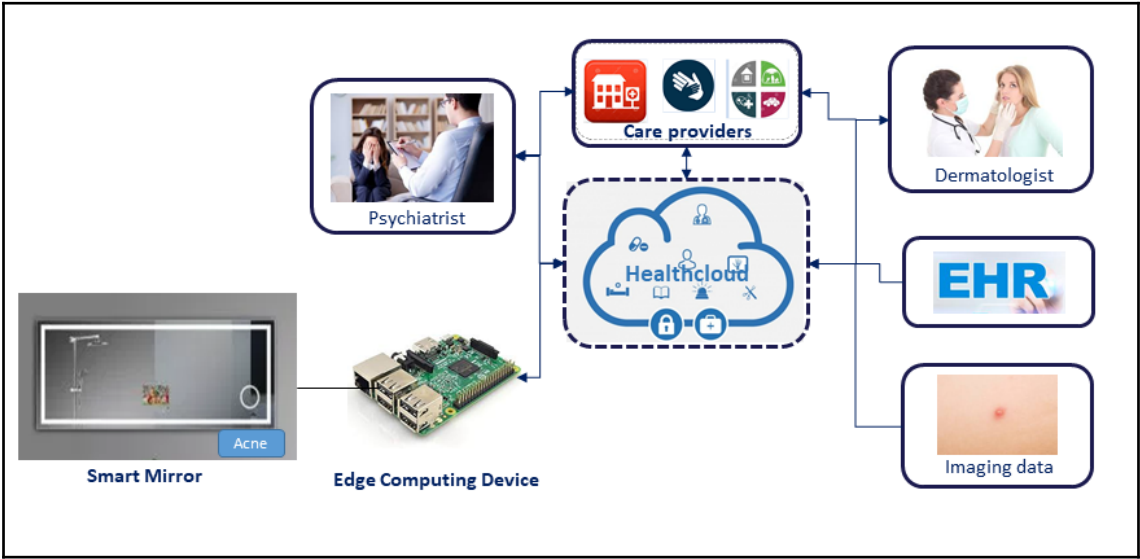 Care providers
Psychiatrist
Dermatologist
Healthcloud
EHR
Acne
Imaging data
Smart Mirror
Edge Computing Device